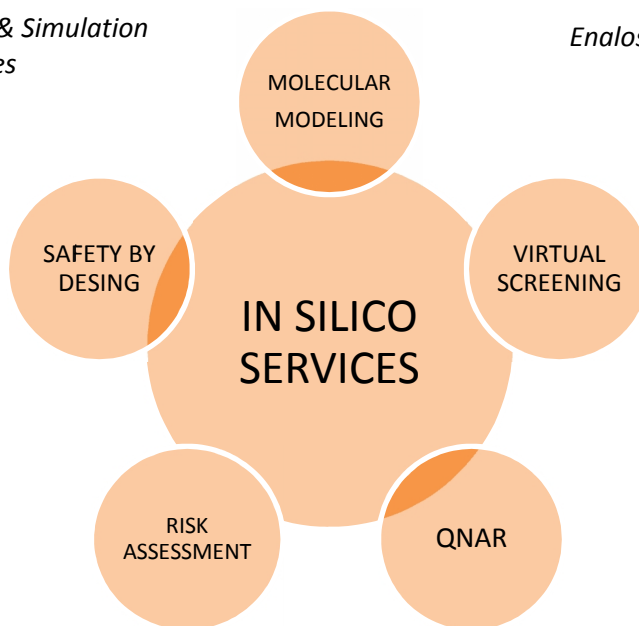 & Simulation
es
Enalos
MOLECULAR
MODELING
SAFETY BY
DESING
VIRTUAL
SCREENING
IN SILICO
SERVICES
RISK
ASSESSMENT
QNAR